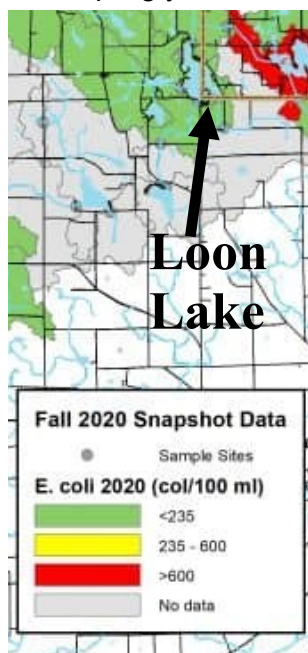 Loon
Lake
Fall 2020 Snapshot Data
Sample Sites
E. coli 2020 (col/100 ml)
<235
235 - 600
>600
No data